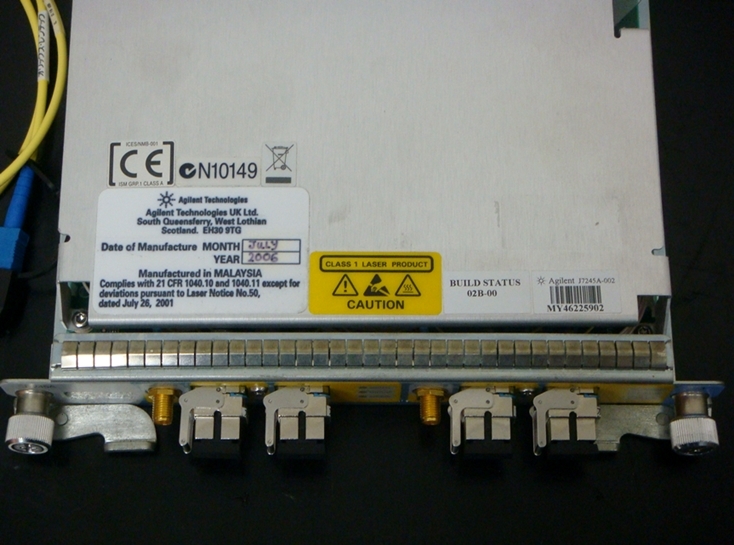 ICES/NMB-001
CE
ISM GRP.1 CLASS A
N10149
Agilent Technologies
Agilent Technologies UK Ltd.
South Queensferry, West Lothian
Scotland. EH30 9TG
Date of Manufacture MONTH July
YEAR 2006
Manufactured in MALAYSIA
Complies with 21 CFR 1040.10 and 1040.11 except for
deviations pursuant to Laser Notice No.50,
dated July 26, 2001
CLASS 1 LASER PRODUCT
CAUTION
BUILD STATUS
02B-00
Agilent J7245A-002
MY46225902